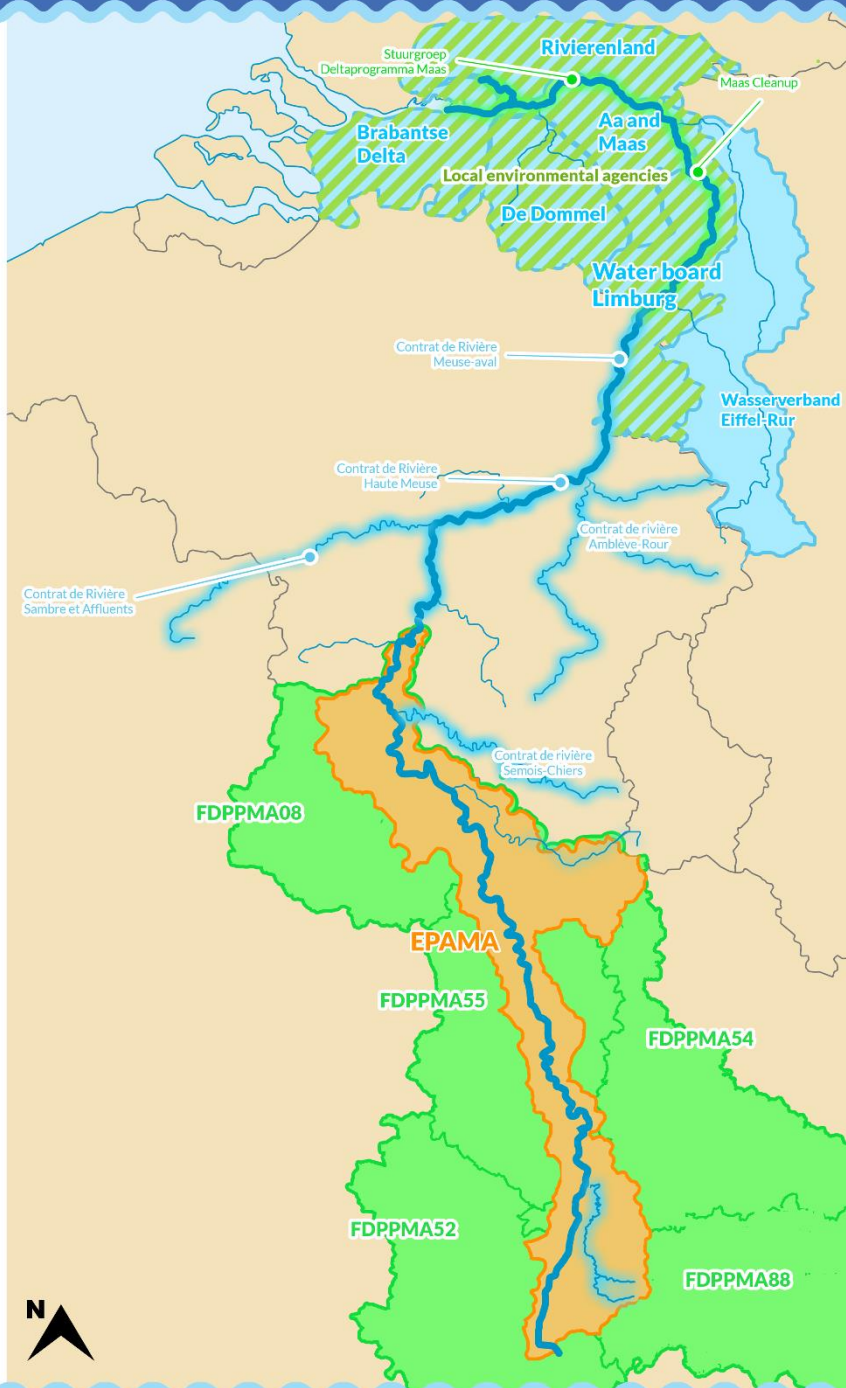 Rivierenland
Stuurgroep
Deltaprogramma Maas
Maas Cleanup
Brabantse
Delta
Aa and
Maas
Local environmental agencies
De Dommel
Water board
Limburg
Contrat de Rivière
Meuse-aval
Wasserverband
Eiffel-Rur
Contrat de Rivière
Haute Meuse
Contrat de rivière
Amblève-Rour
Contrat de Rivière
Sambre et Affluents
Contrat de rivière
Semois-Chiers
FDPPMA08
EPAMA
FDPPMA55
FDPPMA54
FDPPMA52
FDPPMA88
N